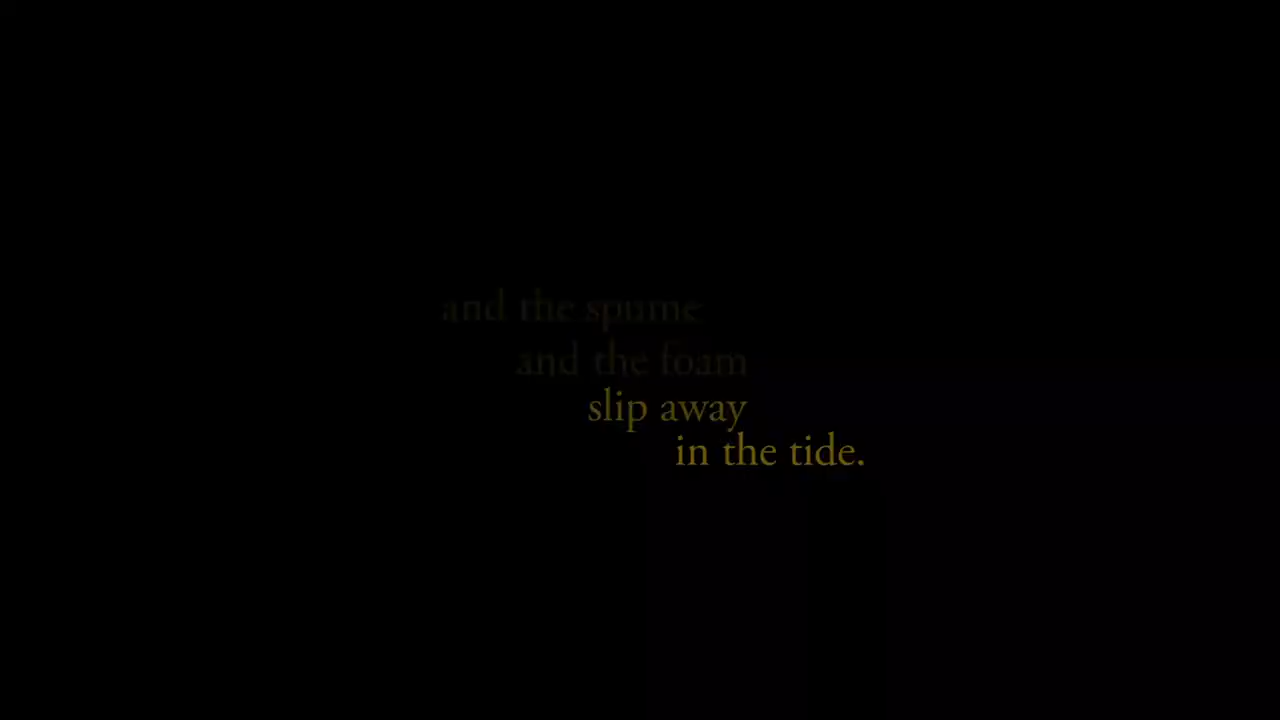 and the spume
and the foam
slip away
in the tide.